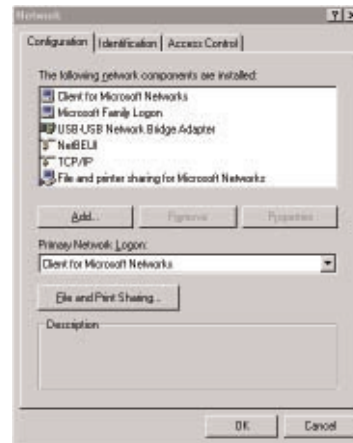 Network
Configuration Identification Access Control
The following network components are installed:
Client for Microsoft Networks
Microsoft Family Logon
USB-USB Network Bridge Adapter
NetBEUI
TCP/IP
File and printer sharing for Microsoft Networks
Add... Remove Properties
Primary Network Logon:
Client for Microsoft Networks
File and Print Sharing...
Description
OK Cancel